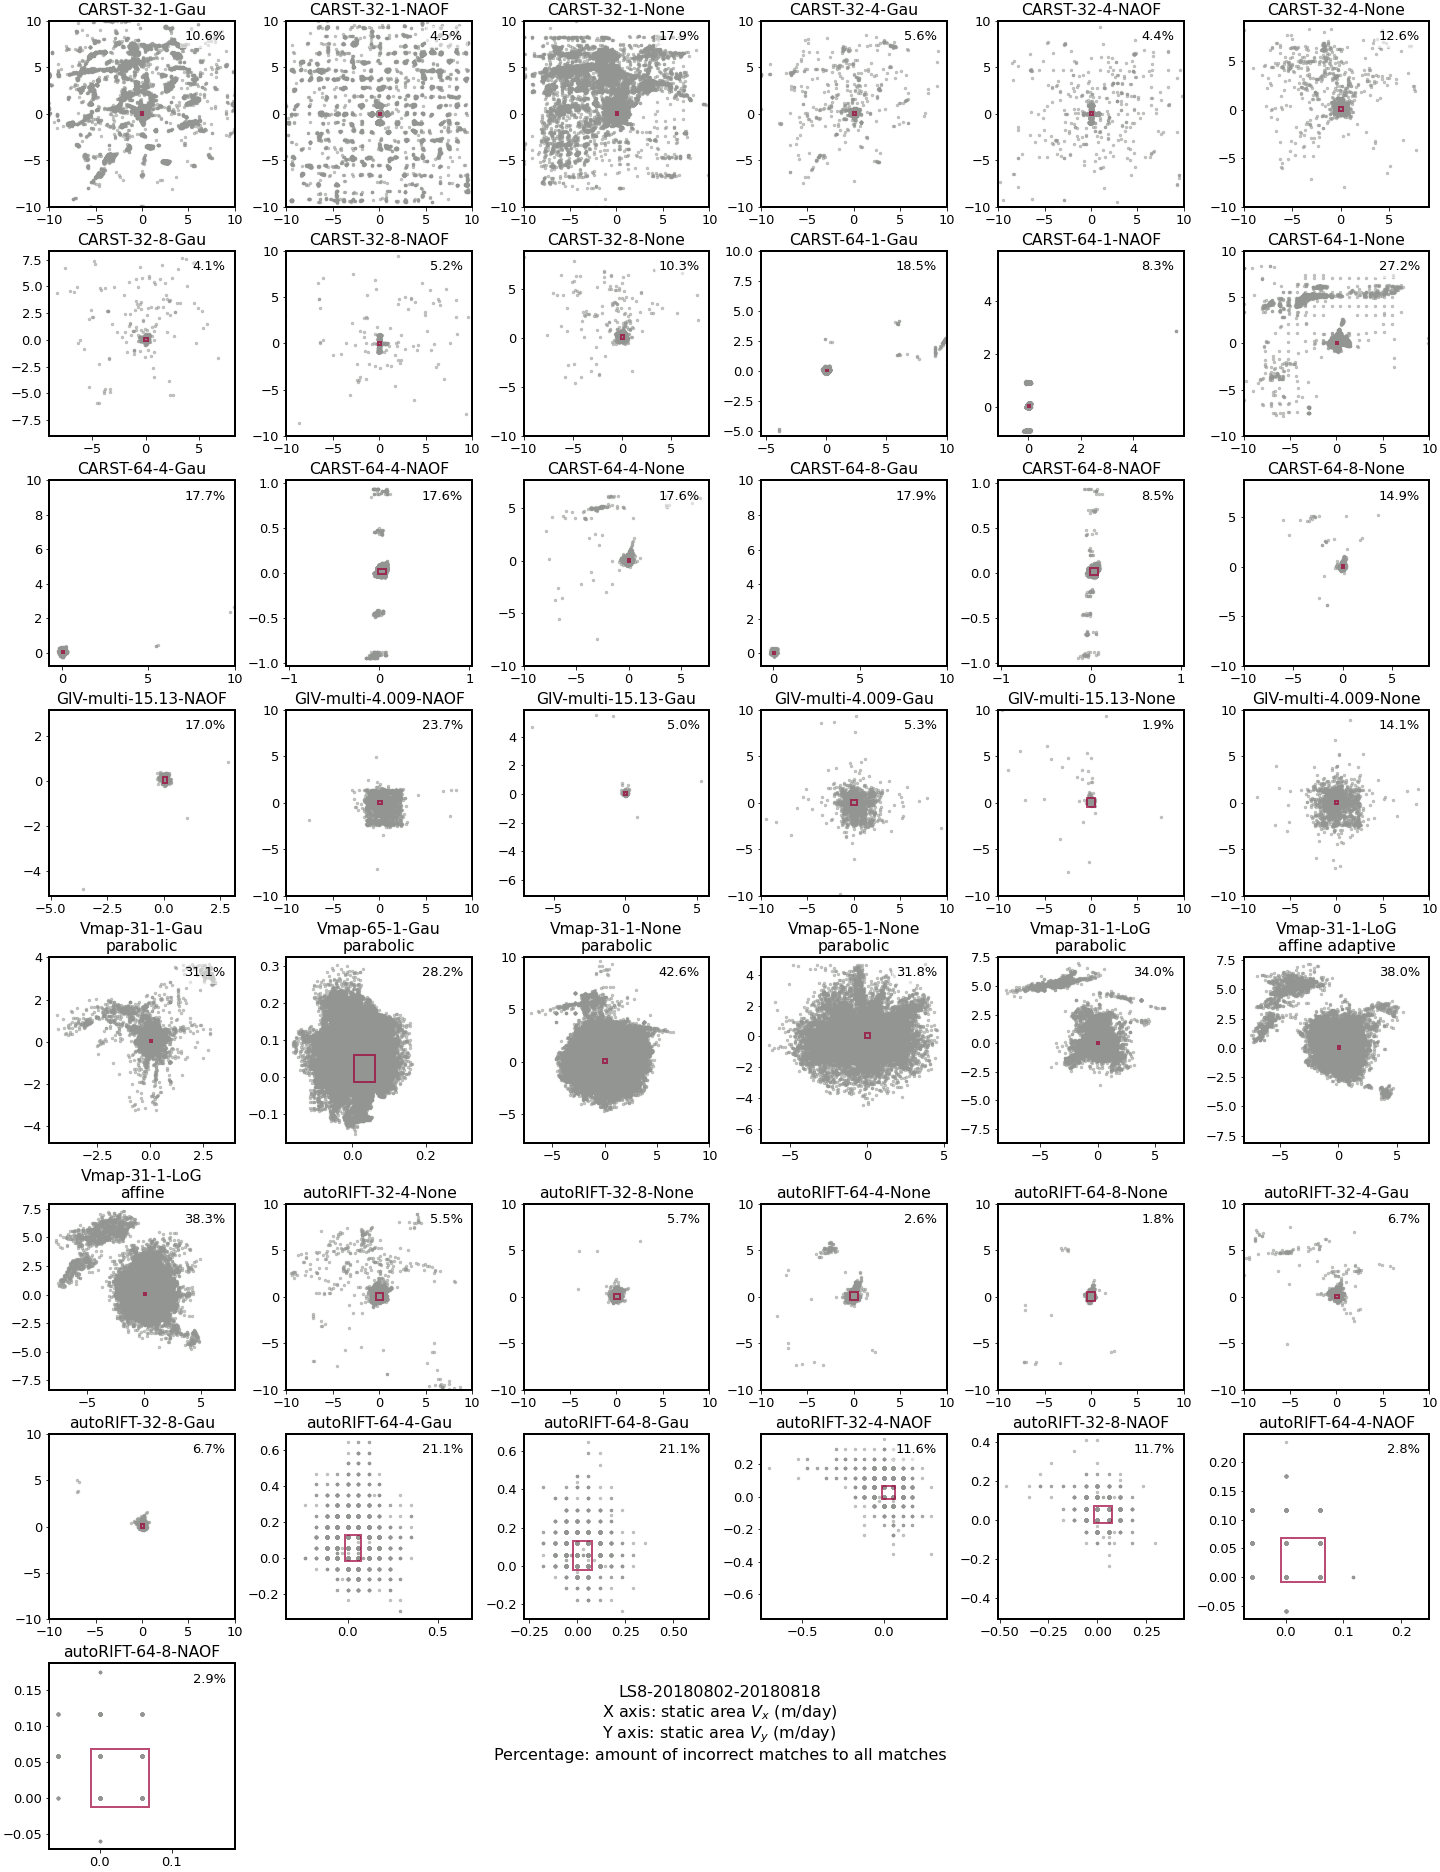 CARST-32-1-Gau
10.6%
CARST-32-1-NAOF
4.5%
CARST-32-1-None
17.9%
CARST-32-4-Gau
5.6%
CARST-32-4-NAOF
4.4%
CARST-32-4-None
12.6%
CARST-32-8-Gau
4.1%
CARST-32-8-NAOF
5.2%
CARST-32-8-None
10.3%
CARST-64-1-Gau
18.5%
CARST-64-1-NAOF
8.3%
CARST-64-1-None
27.2%
CARST-64-4-Gau
17.7%
CARST-64-4-NAOF
17.6%
CARST-64-4-None
17.6%
CARST-64-8-Gau
17.9%
CARST-64-8-NAOF
8.5%
CARST-64-8-None
14.9%
GIV-multi-15.13-NAOF
17.0%
GIV-multi-4.009-NAOF
23.7%
GIV-multi-15.13-Gau
5.0%
GIV-multi-4.009-Gau
5.3%
GIV-multi-15.13-None
1.9%
GIV-multi-4.009-None
14.1%
Vmap-31-1-Gau
parabolic
31.1%
Vmap-65-1-Gau
parabolic
28.2%
Vmap-31-1-None
parabolic
42.6%
Vmap-65-1-None
parabolic
31.8%
Vmap-31-1-LoG
parabolic
34.0%
Vmap-31-1-LoG
affine adaptive
38.0%
Vmap-31-1-LoG
affine
38.3%
autoRIFT-32-4-None
5.5%
autoRIFT-32-8-None
5.7%
autoRIFT-64-4-None
2.6%
autoRIFT-64-8-None
1.8%
autoRIFT-32-4-Gau
6.7%
autoRIFT-32-8-Gau
6.7%
autoRIFT-64-4-Gau
21.1%
autoRIFT-64-8-Gau
21.1%
autoRIFT-32-4-NAOF
11.6%
autoRIFT-32-8-NAOF
11.7%
autoRIFT-64-4-NAOF
2.8%
autoRIFT-64-8-NAOF
2.9%
LS8-20180802-20180818
X axis: static area Vx (m/day)
Y axis: static area Vy (m/day)
Percentage: amount of incorrect matches to all matches